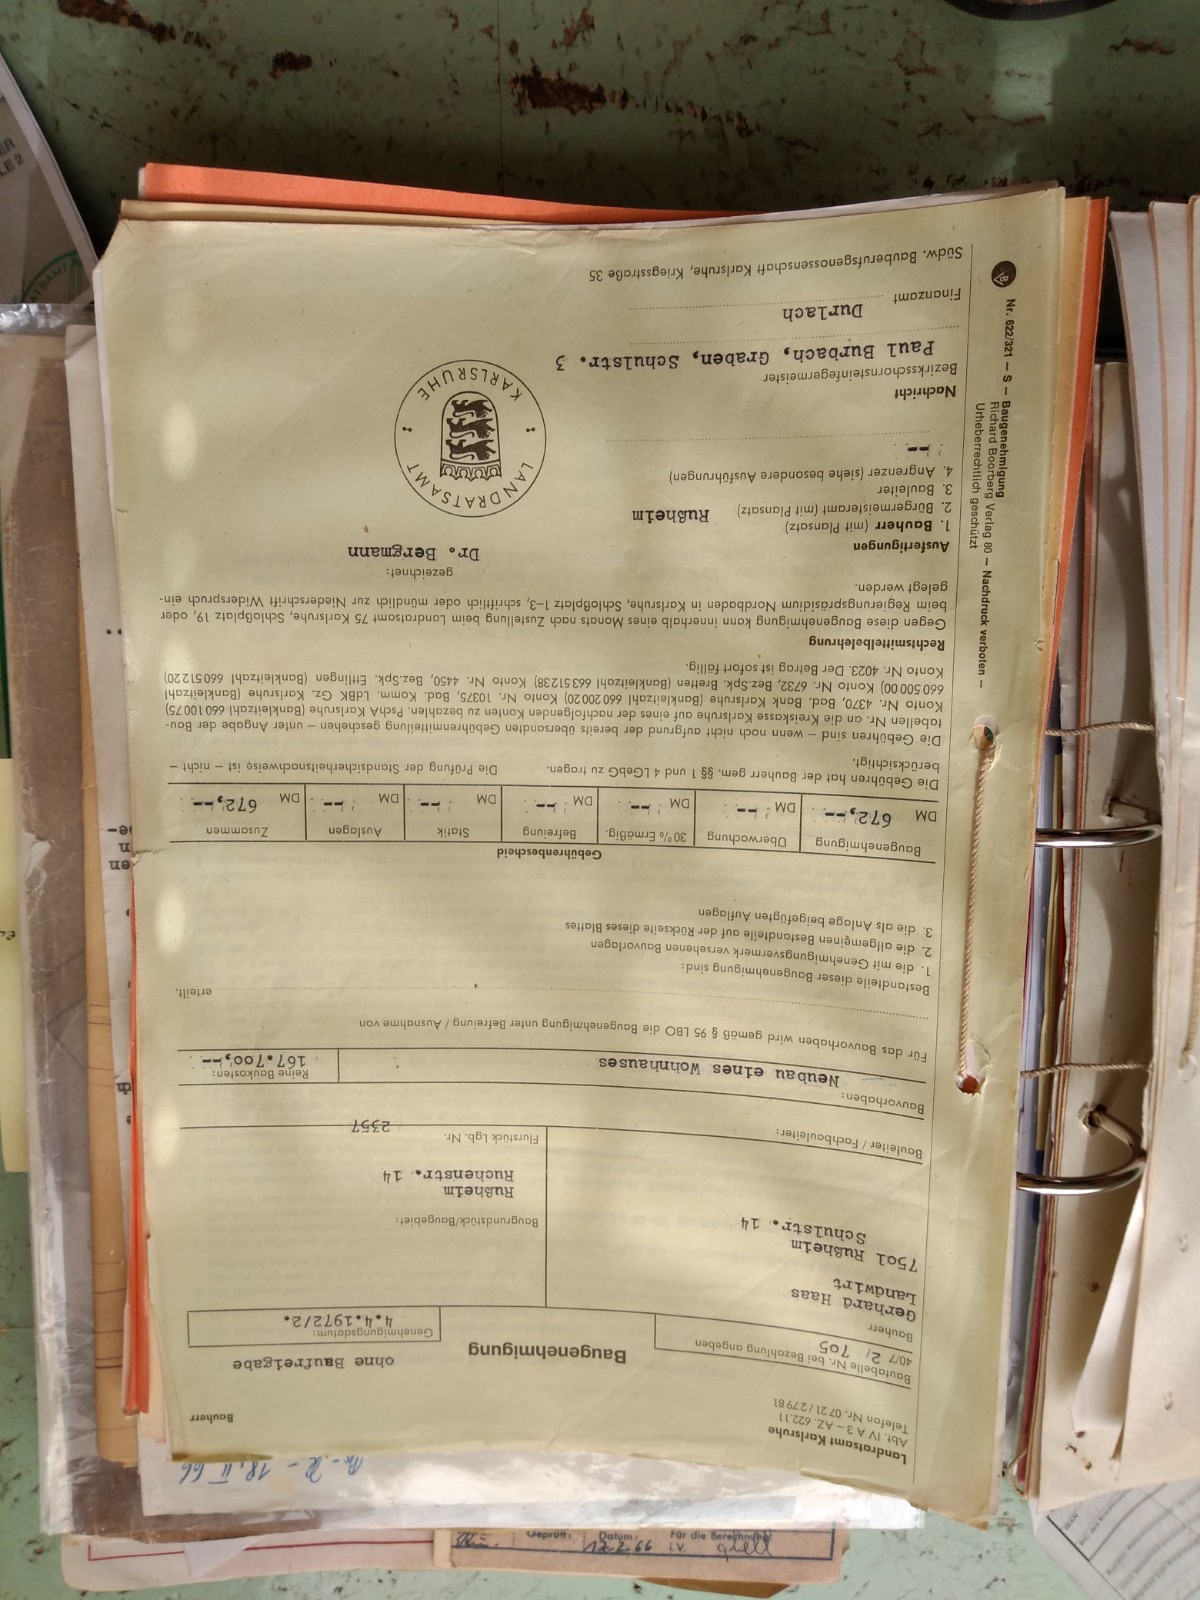 Landratsamt Karlsruhe
Abt. IV A 3 – AZ. 622.11
Telefon Nr. 0721/27981
Bauherr
Bautabelle Nr. bei Bezahlung angeben
40/7 2/ 705
Baugenehmigung
ohne Baufreigabe
Genehmigungsdatum:
4.4.1972/2.
Bauherr
Gerhard Haas
Landwirt
7501 Rußheim
Schulstr. 14
Baugrundstück/Baugebiet:
Rußheim
Ruchenstr. 14
Flurstück Lgb. Nr.
2357
Bauleiter / Fachbauleiter:
Bauvorhaben:
Neubau eines Wohnhauses
Reine Baukosten:
167.700,--
Für das Bauvorhaben wird gemäß § 95 LBO die Baugenehmigung unter Befreiung / Ausnahme von
erteilt.
Bestandteile dieser Baugenehmigung sind:
1. die mit Genehmigungsvermerk versehenen Bauvorlagen
2. die allgemeinen Bestandteile auf der Rückseite dieses Blattes
3. die als Anlage beigefügten Auflagen
Gebührenbescheid
Baugenehmigung Überwachung 30% Ermäßig. Befreiung Statik Auslagen Zusammen
DM 672,-- DM -- DM -- DM -- DM -- DM -- DM 672,--
Die Gebühren hat der Bauherr gem. §§ 1 und 4 LGebG zu tragen. Die Prüfung der Standsicherheitsnachweise ist – nicht –
berücksichtigt.
Die Gebühren sind – wenn noch nicht aufgrund der bereits übersandten Gebührenmitteilung geschehen – unter Angabe der Bau-
tabellen Nr. an die Kreiskasse Karlsruhe auf eines der nachfolgenden Konten zu bezahlen. PschA Karlsruhe (Bankleitzahl 660 100 75)
Konto Nr. 4370, Bad. Bank Karlsruhe (Bankleitzahl 660 200 20) Konto Nr. 10375, Bad. Komm. LdBK Gz. Karlsruhe (Bankleitzahl
660 500 00) Konto Nr. 6732, Bez.Spk. Bretten (Bankleitzahl 663 512 38) Konto Nr. 4450, Bez.Spk. Ettlingen (Bankleitzahl 660 512 20)
Konto Nr. 4023. Der Betrag ist sofort fällig.
Rechtsmittelbelehrung
Gegen diese Baugenehmigung kann innerhalb eines Monats nach Zustellung beim Landratsamt 75 Karlsruhe, Schloßplatz 19, oder
beim Regierungspräsidium Nordbaden in Karlsruhe, Schloßplatz 1–3, schriftlich oder mündlich zur Niederschrift Widerspruch ein-
gelegt werden.
gezeichnet:
Dr. Bergmann
Ausfertigungen
1. Bauherr (mit Plansatz)
2. Bürgermeisteramt (mit Plansatz) Rußheim
3. Bauleiter
4. Angrenzer (siehe besondere Ausführungen)
--
LANDRATSAMT
KARLSRUHE
Nachricht
Bezirksschornsteinfegermeister
Paul Burbach, Graben, Schulstr. 3
Finanzamt
Durlach
Südw. Bauberufsgenossenschaft Karlsruhe, Kriegsstraße 35
Nr. 622/321 – S – Baugenehmigung
Richard Boorberg Verlag 80 – Nachdruck verboten –
Urheberrechtlich geschützt
18. II 66
Geprüft: Datum: Für die Berechnung: